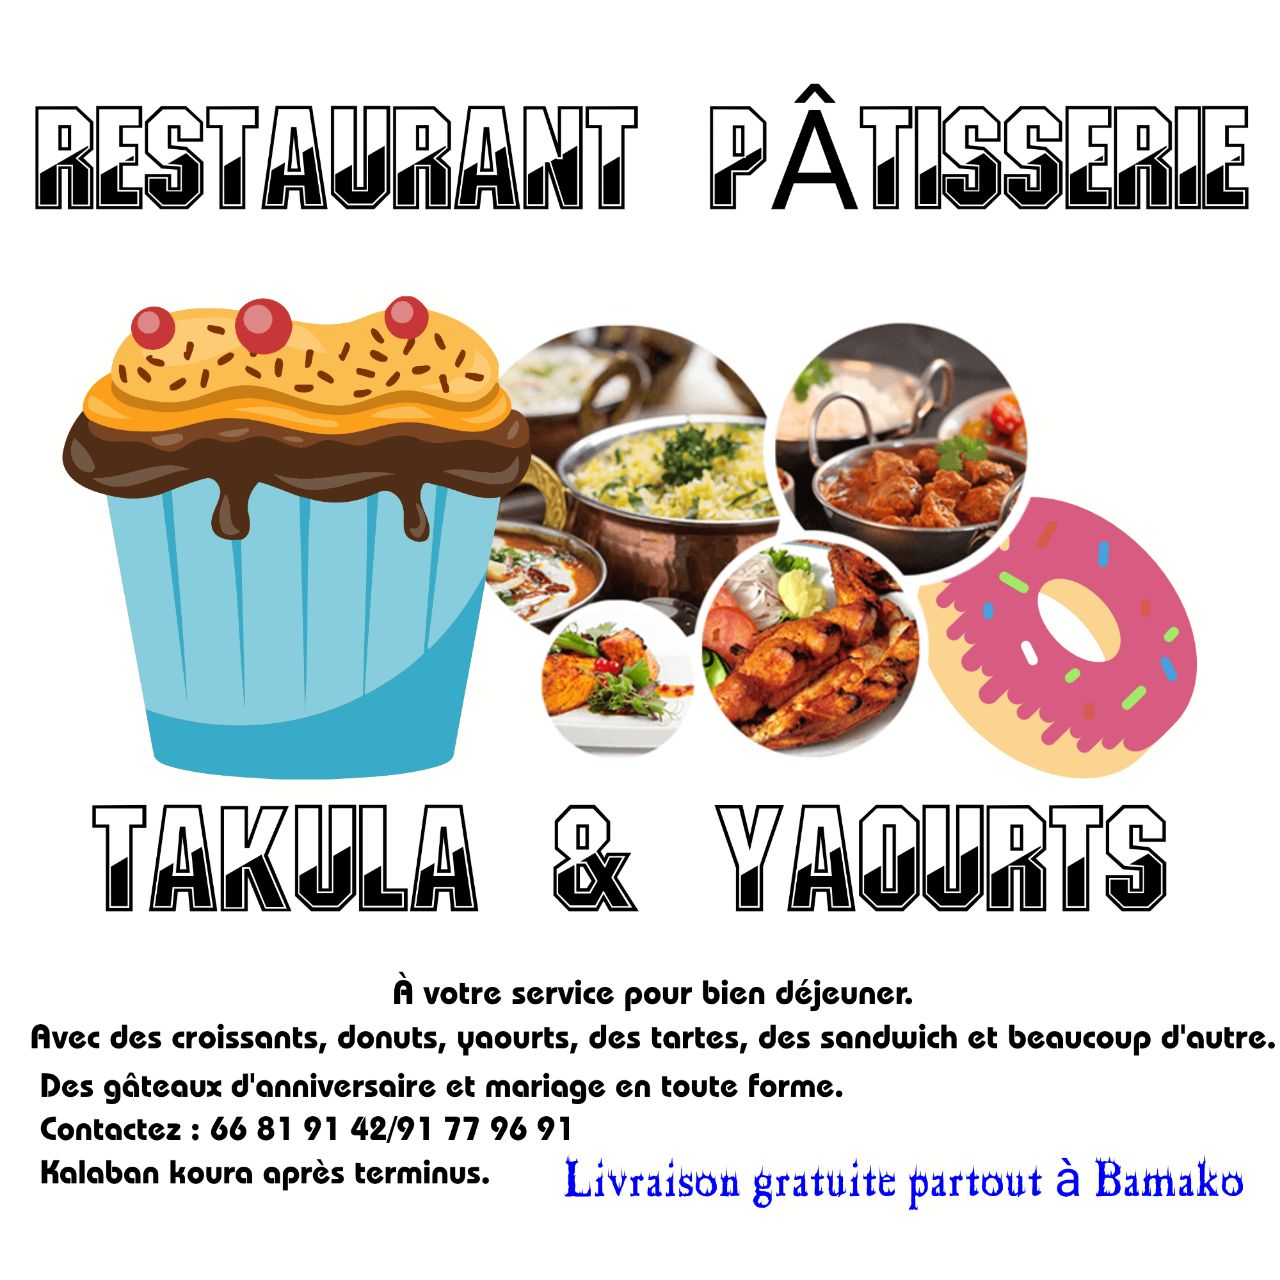 RESTAURANT PÂTISSERIE
TAKULA & YAOURTS
À votre service pour bien déjeuner.
Avec des croissants, donuts, yaourts, des tartes, des sandwich et beaucoup d'autre.
Des gâteaux d'anniversaire et mariage en toute forme.
Contactez : 66 81 91 42/91 77 96 91
Kalaban koura après terminus.
Livraison gratuite partout à Bamako